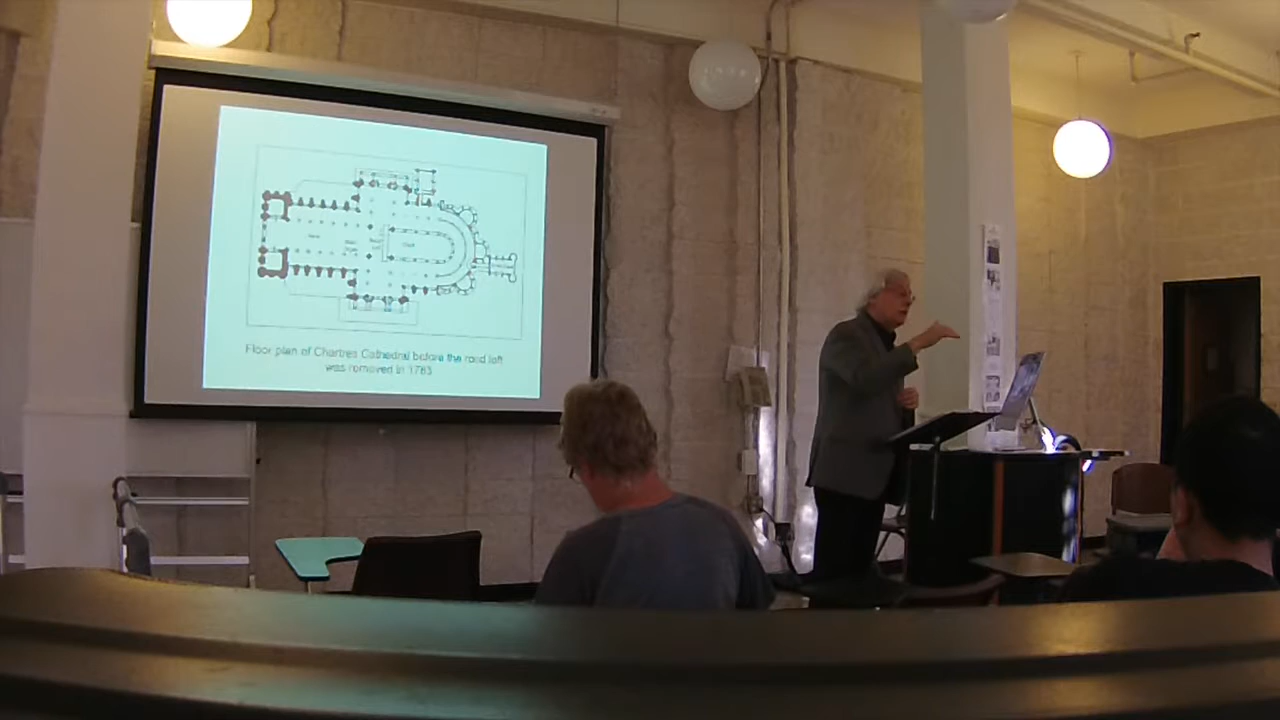 Floor plan of Chartres Cathedral before the rood loft
was removed in 1763